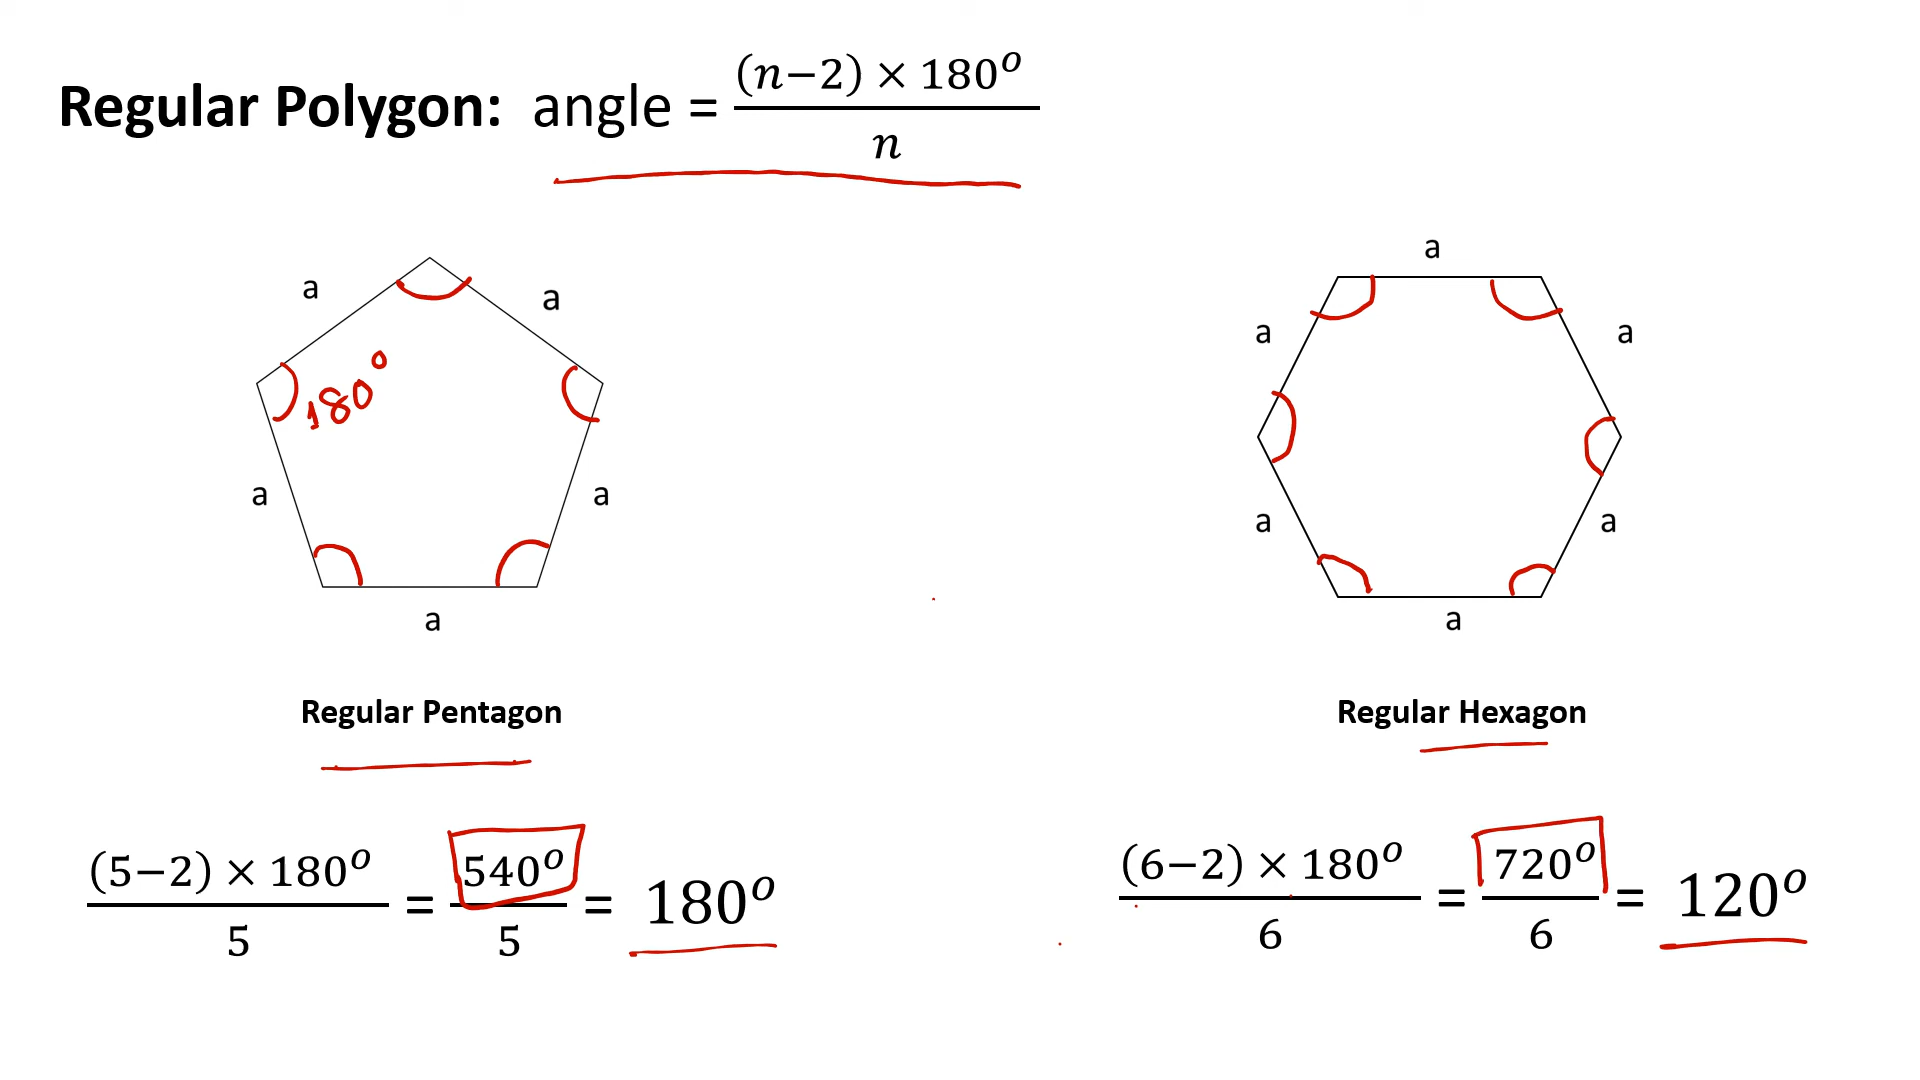 Regular Polygon: angle = (n−2) × 180° / n
a a
180°
a a
a
Regular Pentagon
(5−2) × 180° / 5 = 540° / 5 = 180°
a
a a
a a
a
Regular Hexagon
(6−2) × 180° / 6 = 720° / 6 = 120°